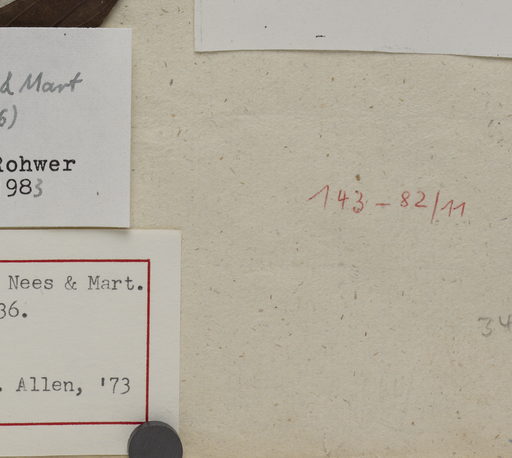 d Mart
6)
Rohwer
983
143-82/11
Nees & Mart.
36.
34
. Allen, '73